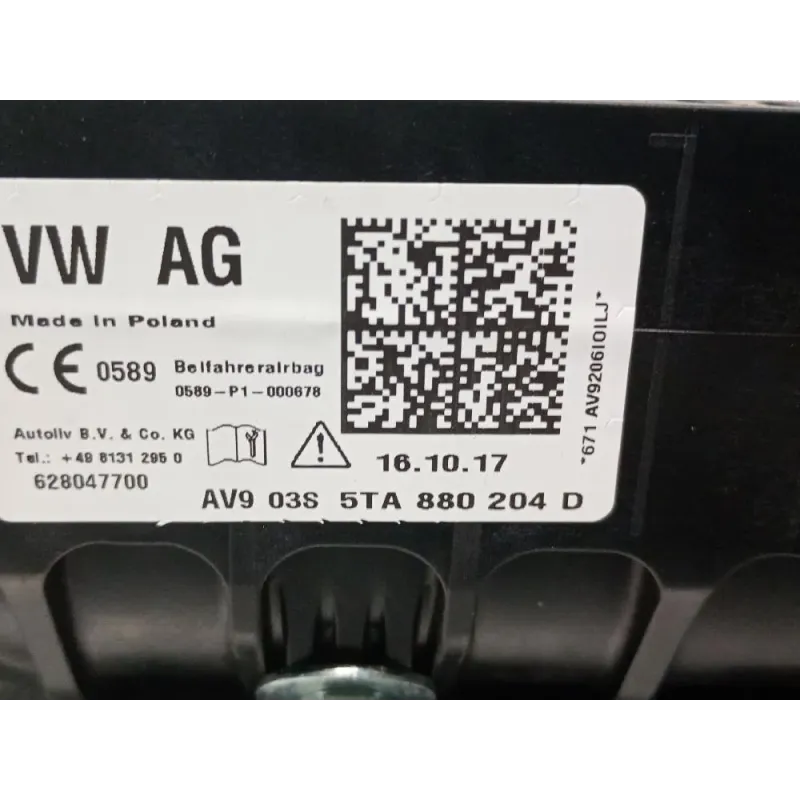 VW AG
Made in Poland
CE 0589 Beifahrerairbag
0589-P1-000678
Autoliv B.V. & Co. KG
Tel.: +49 8131 295 0
628047700
16.10.17
AV9 03S 5TA 880 204 D
*671 AV9206IOILJ*